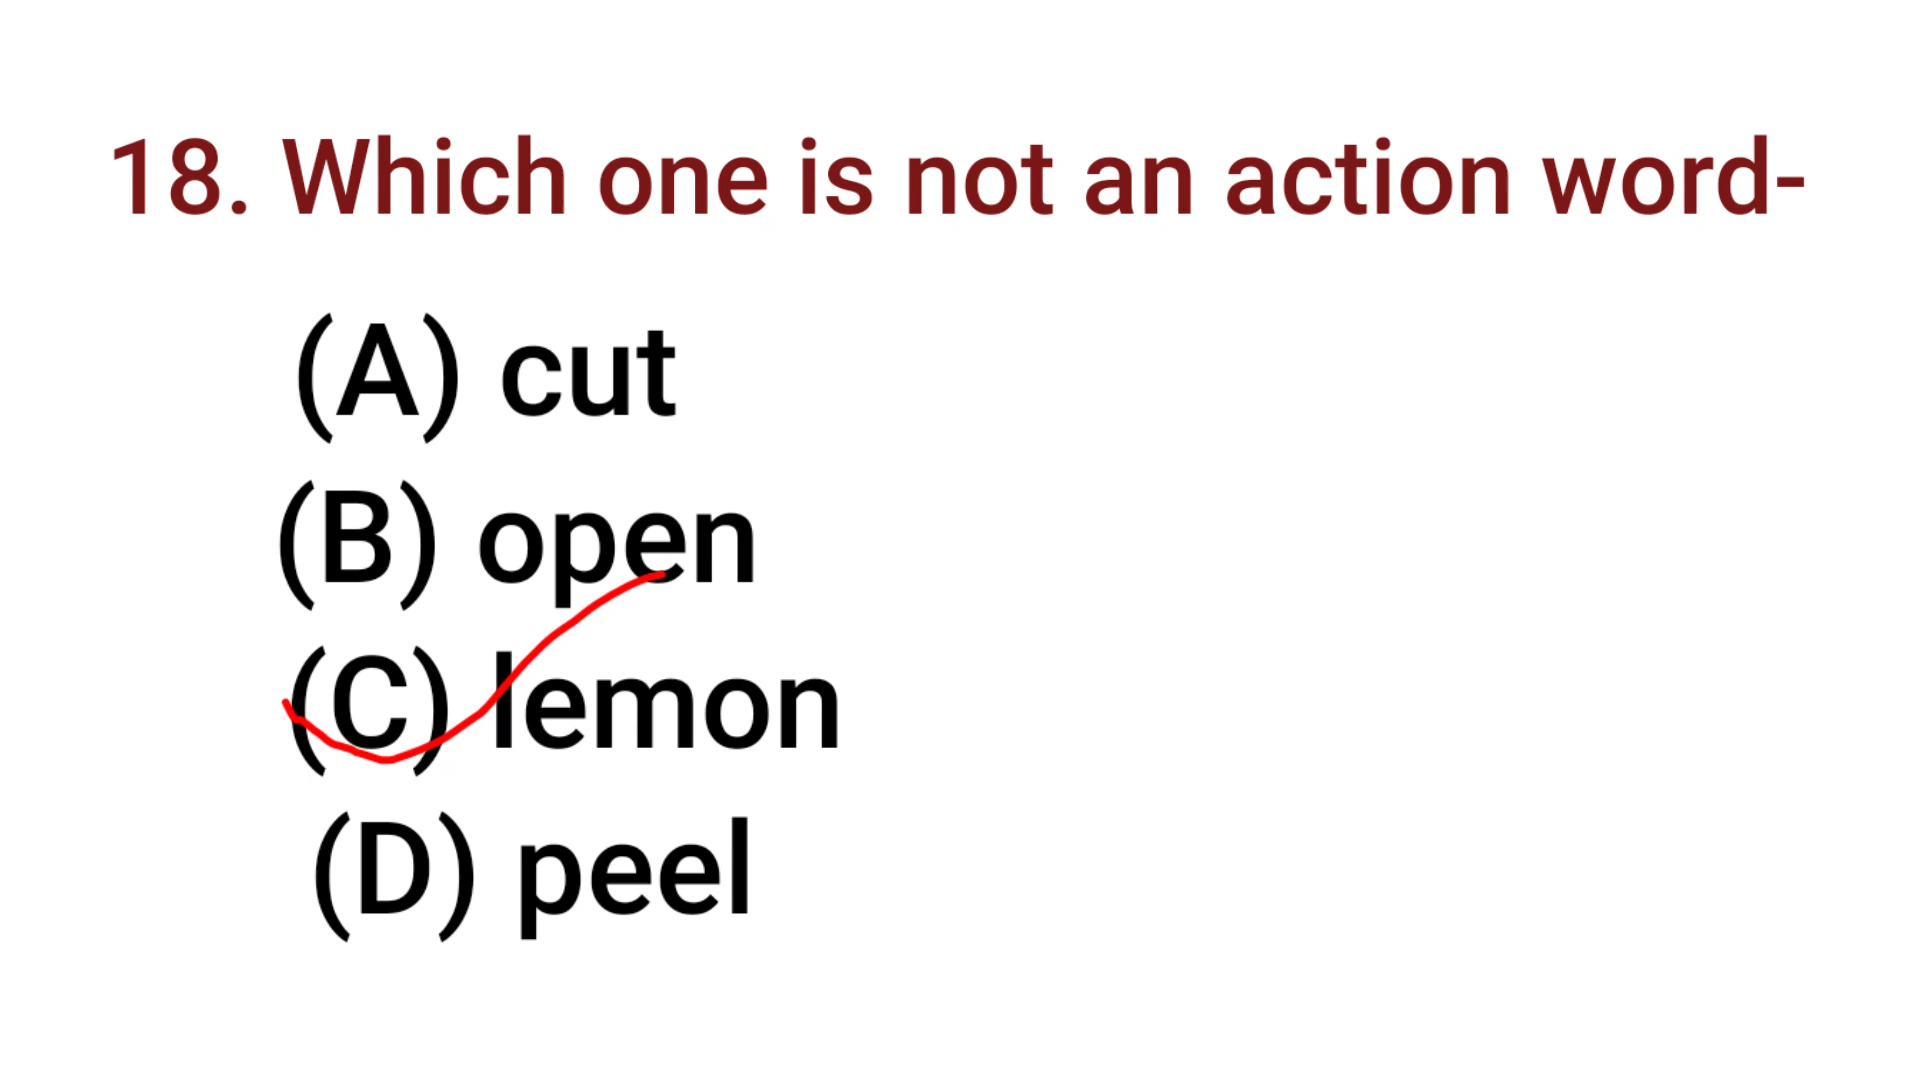 18. Which one is not an action word-
(A) cut
(B) open
(C) lemon
(D) peel